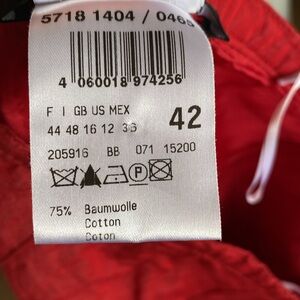 5718 1404 / 0465
4 060018 974256
F I GB US MEX
44 48 16 12 36
42
205916 BB 071 15200
P
75% Baumwolle
Cotton
Coton